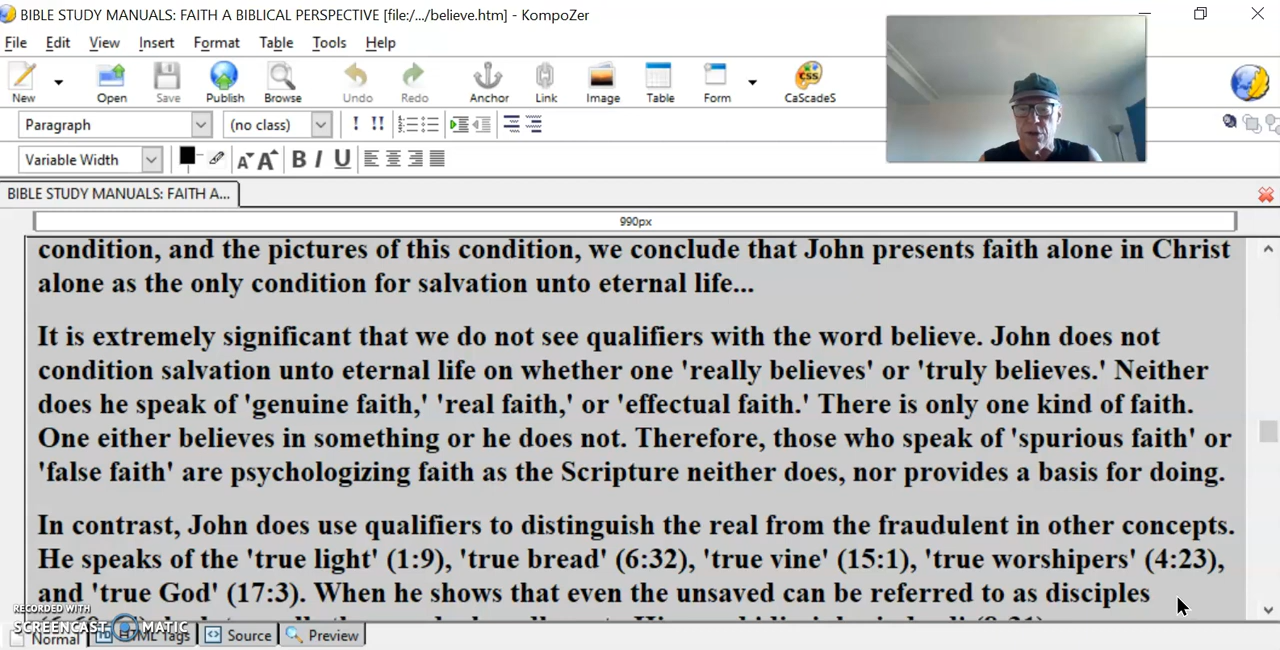 BIBLE STUDY MANUALS: FAITH A BIBLICAL PERSPECTIVE [file:/.../believe.htm] - KompoZer
File Edit View Insert Format Table Tools Help
New Open Save Publish Browse Undo Redo Anchor Link Image Table Form CaScadeS
Paragraph (no class) ! !!
Variable Width A A B I U
BIBLE STUDY MANUALS: FAITH A...
990px
condition, and the pictures of this condition, we conclude that John presents faith alone in Christ
alone as the only condition for salvation unto eternal life...
It is extremely significant that we do not see qualifiers with the word believe. John does not
condition salvation unto eternal life on whether one 'really believes' or 'truly believes.' Neither
does he speak of 'genuine faith,' 'real faith,' or 'effectual faith.' There is only one kind of faith.
One either believes in something or he does not. Therefore, those who speak of 'spurious faith' or
'false faith' are psychologizing faith as the Scripture neither does, nor provides a basis for doing.
In contrast, John does use qualifiers to distinguish the real from the fraudulent in other concepts.
He speaks of the 'true light' (1:9), 'true bread' (6:32), 'true vine' (15:1), 'true worshipers' (4:23),
and 'true God' (17:3). When he shows that even the unsaved can be referred to as disciples
RECORDED WITH
SCREENCAST MATIC
Normal HTML Tags Source Preview